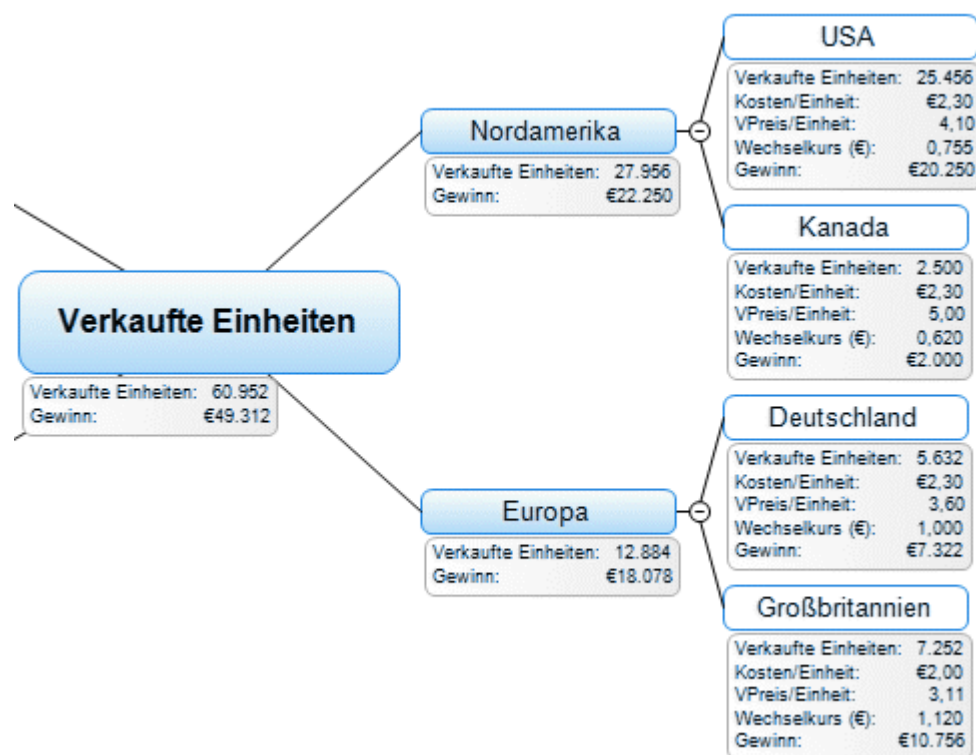 USA
Verkaufte Einheiten: 25.456
Kosten/Einheit: €2,30
VPreis/Einheit: 4,10
Wechselkurs (€): 0,755
Gewinn: €20.250
Nordamerika
Verkaufte Einheiten: 27.956
Gewinn: €22.250
Kanada
Verkaufte Einheiten: 2.500
Kosten/Einheit: €2,30
VPreis/Einheit: 5,00
Wechselkurs (€): 0,620
Gewinn: €2.000
Verkaufte Einheiten
Verkaufte Einheiten: 60.952
Gewinn: €49.312
Deutschland
Verkaufte Einheiten: 5.632
Kosten/Einheit: €2,30
VPreis/Einheit: 3,60
Wechselkurs (€): 1,000
Gewinn: €7.322
Europa
Verkaufte Einheiten: 12.884
Gewinn: €18.078
Großbritannien
Verkaufte Einheiten: 7.252
Kosten/Einheit: €2,00
VPreis/Einheit: 3,11
Wechselkurs (€): 1,120
Gewinn: €10.756